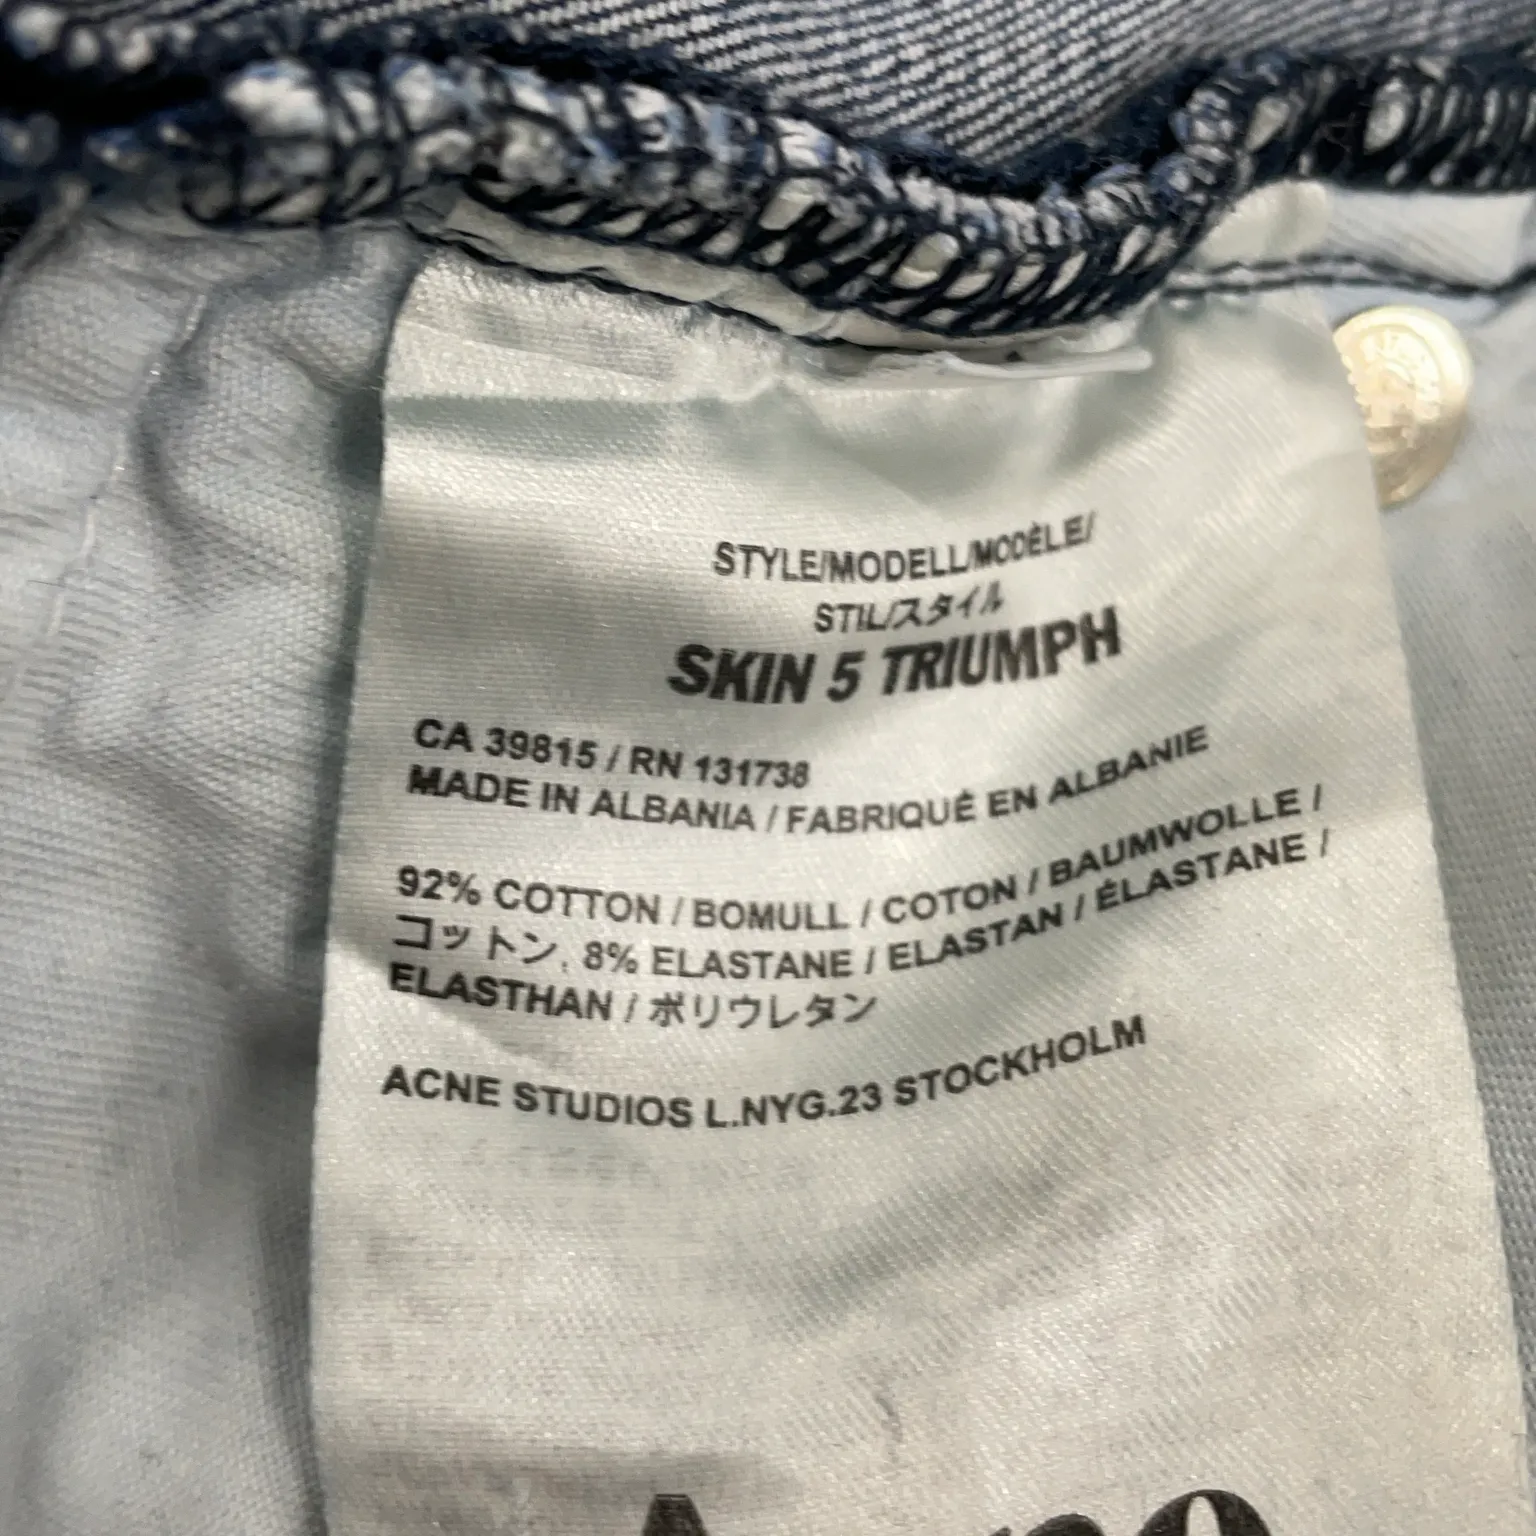 STYLE/MODELL/MODÈLE/
STIL/スタイル
SKIN 5 TRIUMPH
CA 39815 / RN 131738
MADE IN ALBANIA / FABRIQUÉ EN ALBANIE
92% COTTON / BOMULL / COTON / BAUMWOLLE /
コットン, 8% ELASTANE / ELASTAN / ÉLASTANE /
ELASTHAN / ポリウレタン
ACNE STUDIOS L.NYG.23 STOCKHOLM